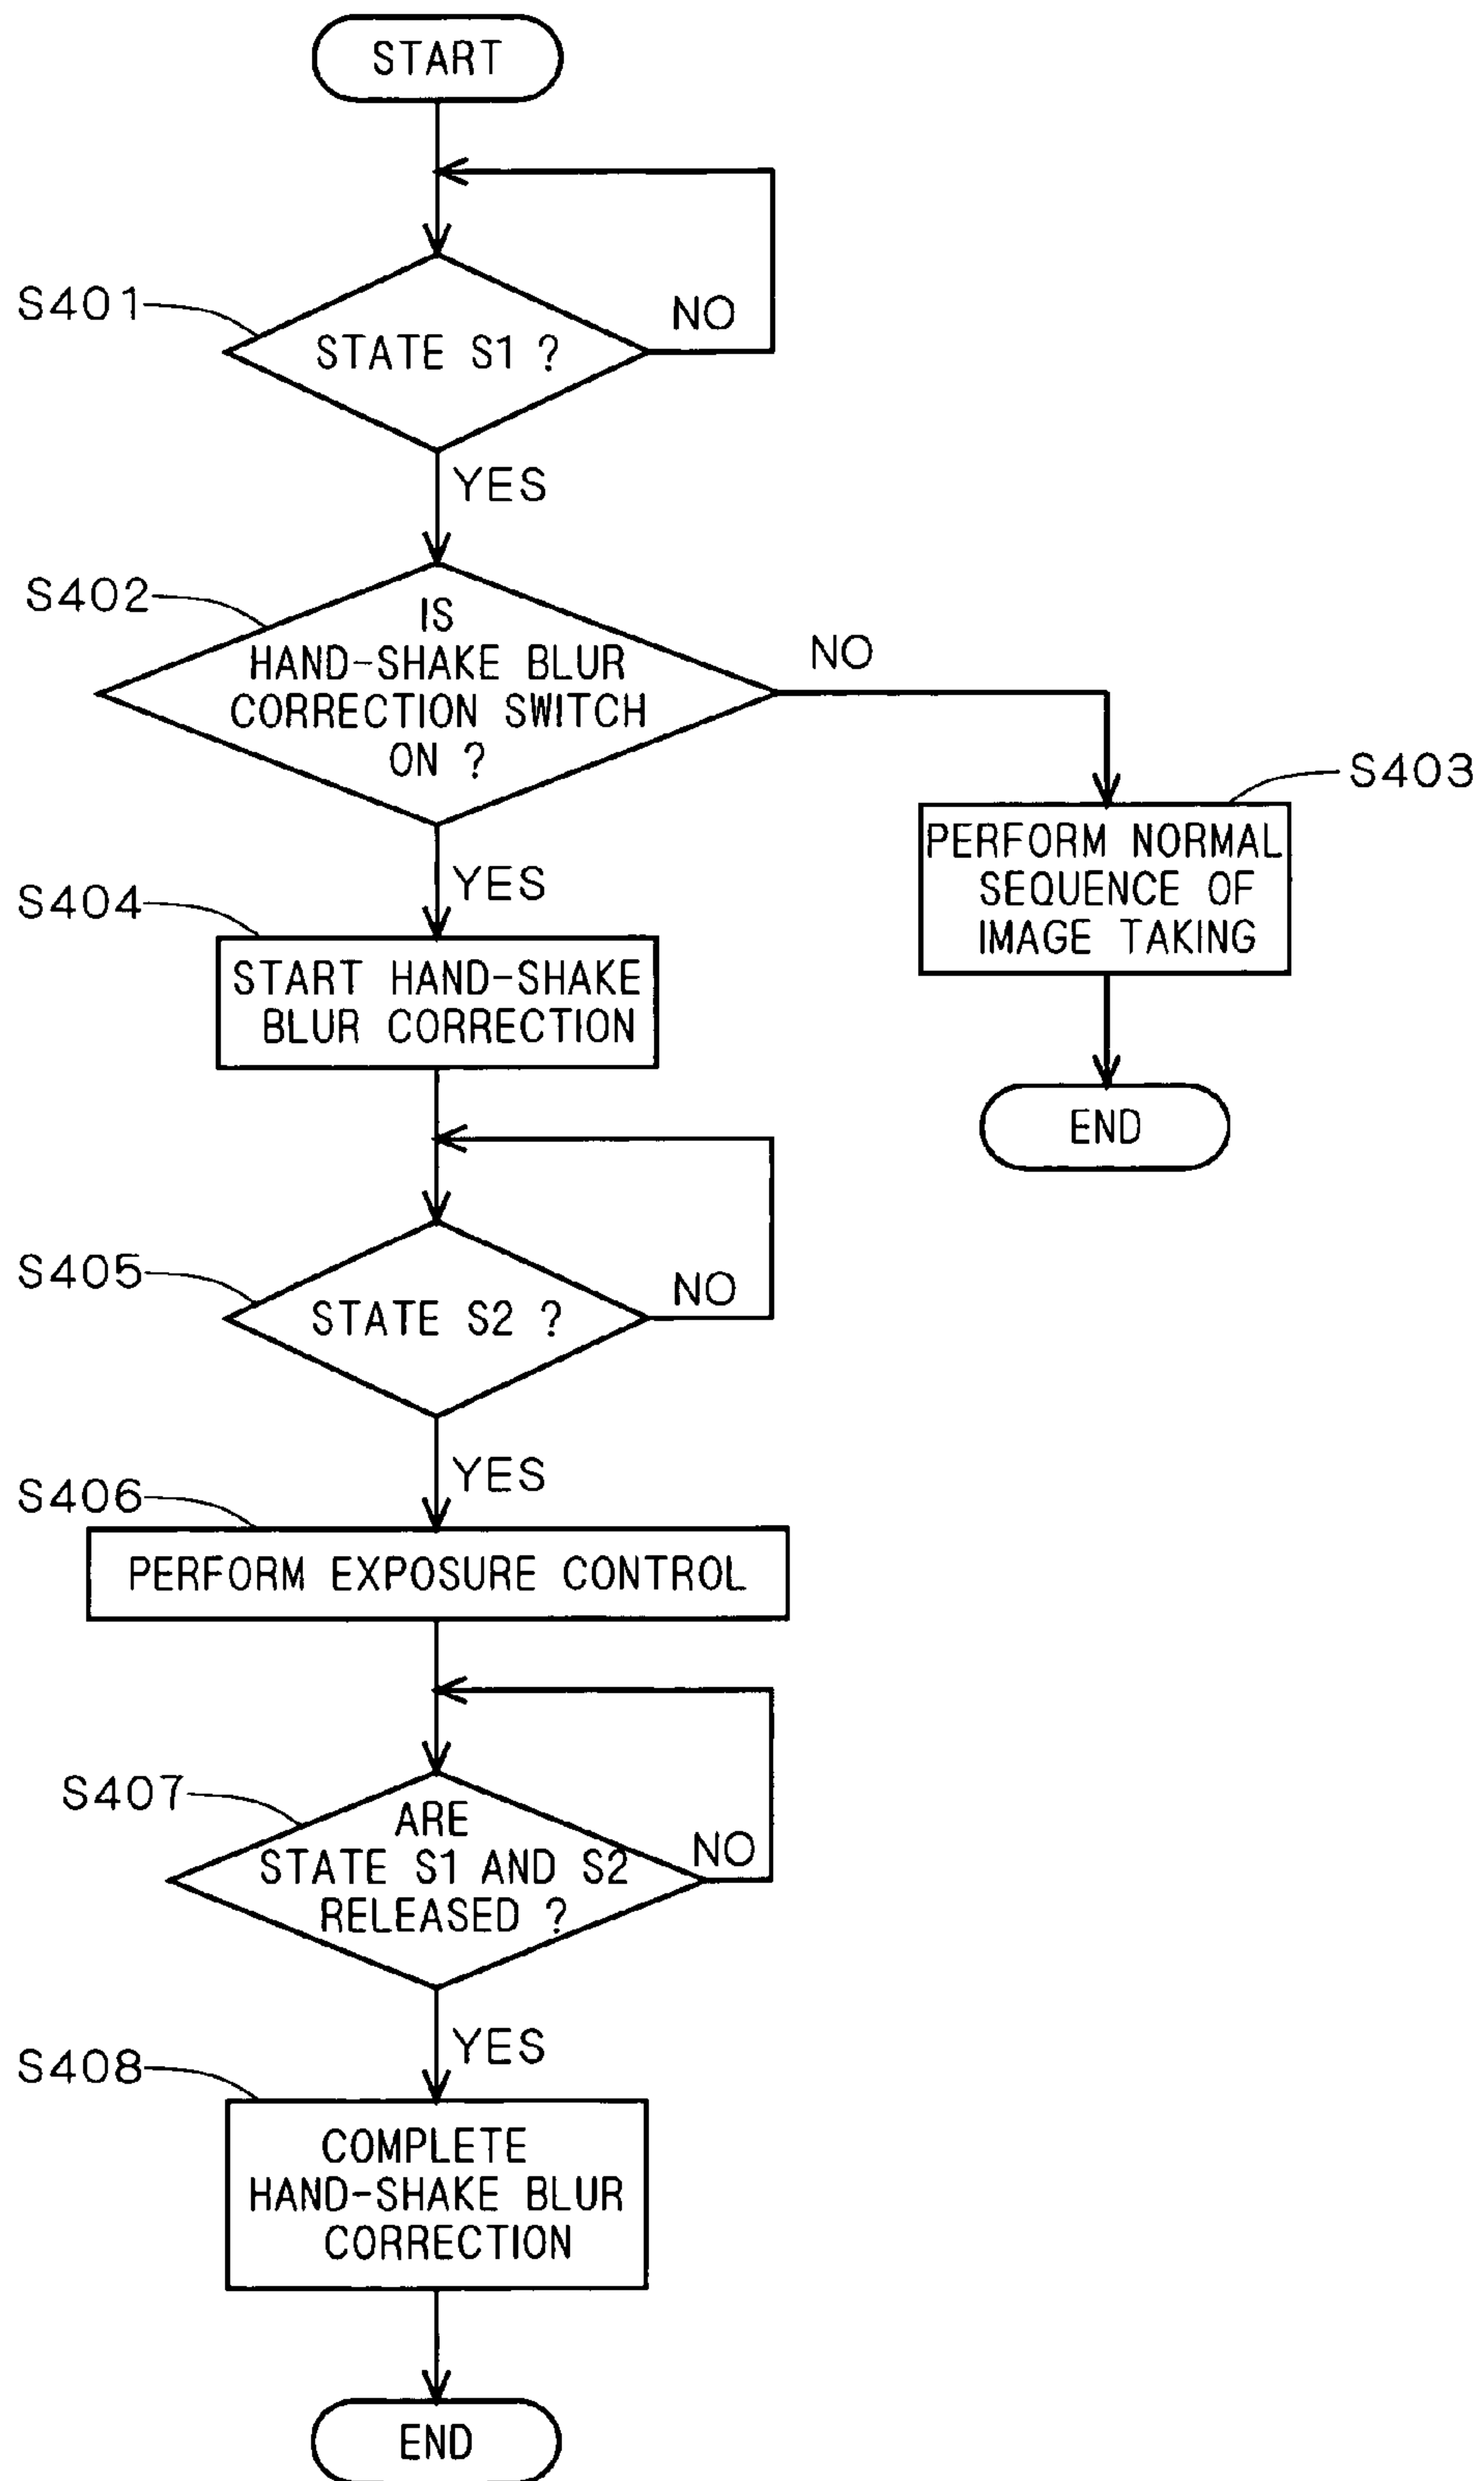 START
S401
STATE S1 ?
NO
YES
S402
IS
HAND-SHAKE BLUR
CORRECTION SWITCH
ON ?
NO
S403
PERFORM NORMAL
SEQUENCE OF
IMAGE TAKING
END
YES
S404
START HAND-SHAKE
BLUR CORRECTION
S405
STATE S2 ?
NO
YES
S406
PERFORM EXPOSURE CONTROL
S407
ARE
STATE S1 AND S2
RELEASED ?
NO
YES
S408
COMPLETE
HAND-SHAKE BLUR
CORRECTION
END